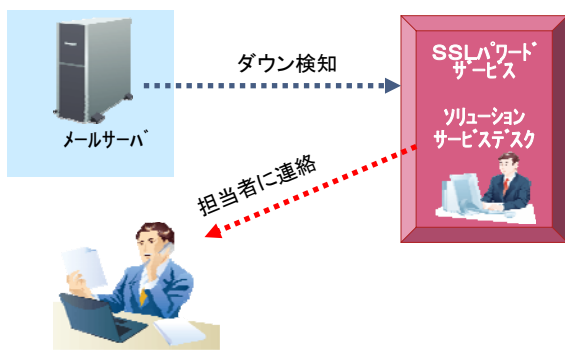 ダウン検知
メールサーバ
SSLパワード
サービス
ソリューション
サービスデスク
担当者に連絡